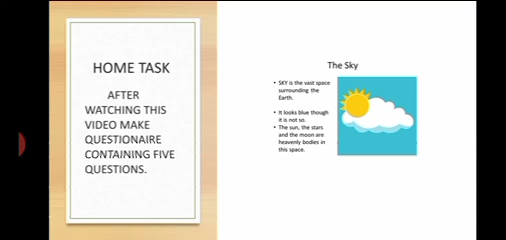 HOME TASK
AFTER
WATCHING THIS
VIDEO MAKE
QUESTIONAIRE
CONTAINING FIVE
QUESTIONS.
The Sky
• SKY is the vast space
surrounding the
Earth.
• It looks blue though
it is not so.
• The sun, the stars
and the moon are
heavenly bodies in
this space.